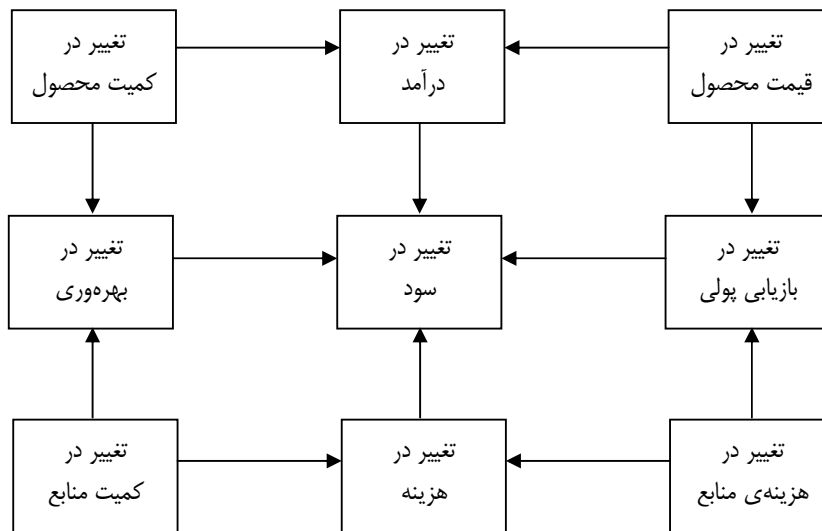 تغییر در
قیمت محصول
تغییر در
درآمد
تغییر در
کمیت محصول
تغییر در
بازیابی پولی
تغییر در
سود
تغییر در
بهره‌وری
تغییر در
هزینه‌ی منابع
تغییر در
هزینه
تغییر در
کمیت منابع